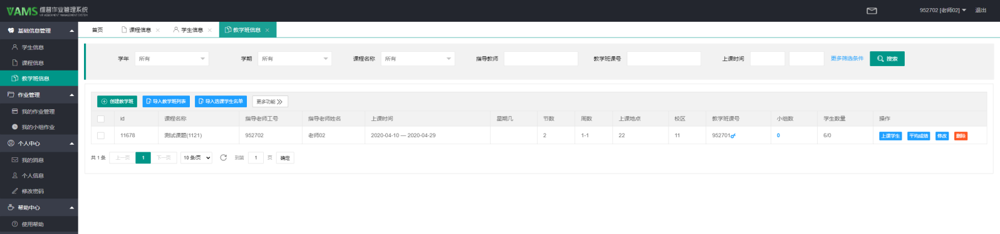 VAMS 维普作业管理系统
VIP ASSIGNMENT MANAGEMENT SYSTEM
952702 [老师02] 退出
基础信息管理
学生信息
课程信息
教学班信息
作业管理
我的作业管理
我的小组作业
个人中心
我的消息
个人信息
修改密码
帮助中心
使用帮助
首页 课程信息 学生信息 教学班信息
学年 所有 学期 所有 课程名称 所有 指导教师 教学班课号 上课时间 更多筛选条件 搜索
创建教学班 导入教学班列表 导入选课学生名单 更多功能
id 课程名称 指导老师工号 指导老师姓名 上课时间 星期几 节数 周数 上课地点 校区 教学班课号 小组数 学生数量 操作
11678 测试课题(1121) 952702 老师02 2020-04-10 — 2020-04-29 2 1-1 22 11 952701 0 6/0 上课学生 平均成绩 修改 删除
共 1 条 上一页 1 下一页 10 条/页 到第 1 页 确定